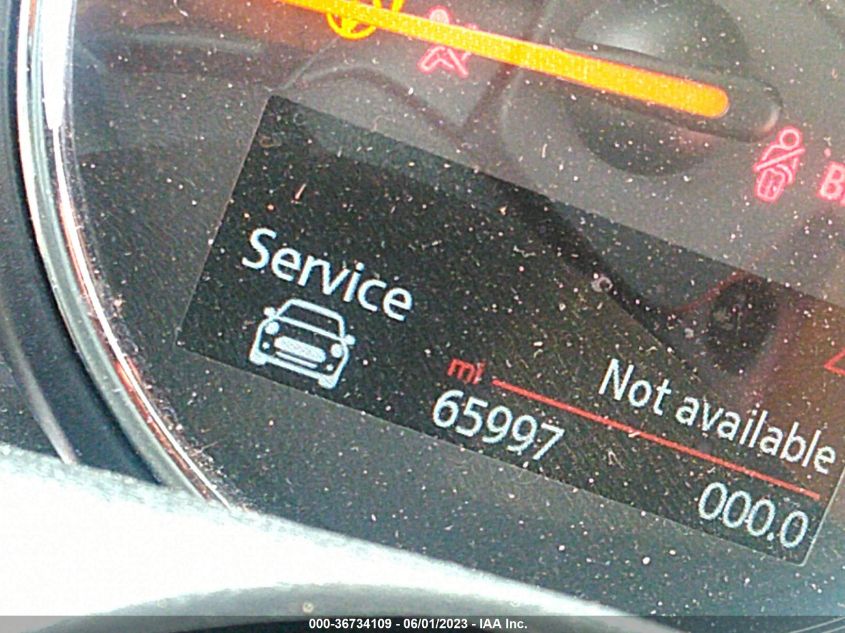 Service
Not available
mi
65997
000.0
000-36734109 - 06/01/2023 - IAA Inc.